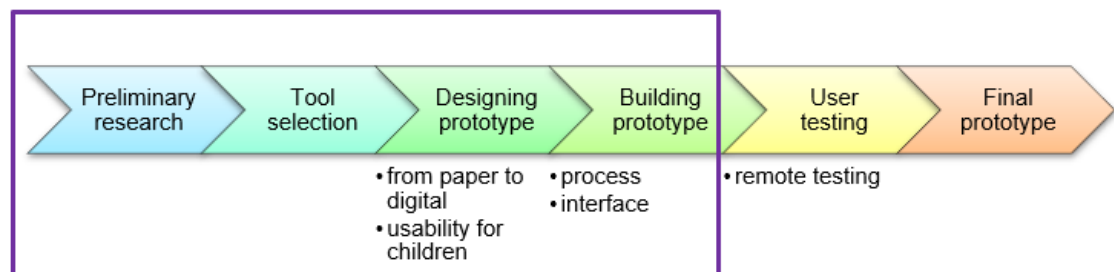 Preliminary
research
Tool
selection
Designing
prototype
Building
prototype
User
testing
Final
prototype
• from paper to
digital
• usability for
children
• process
• interface
• remote testing